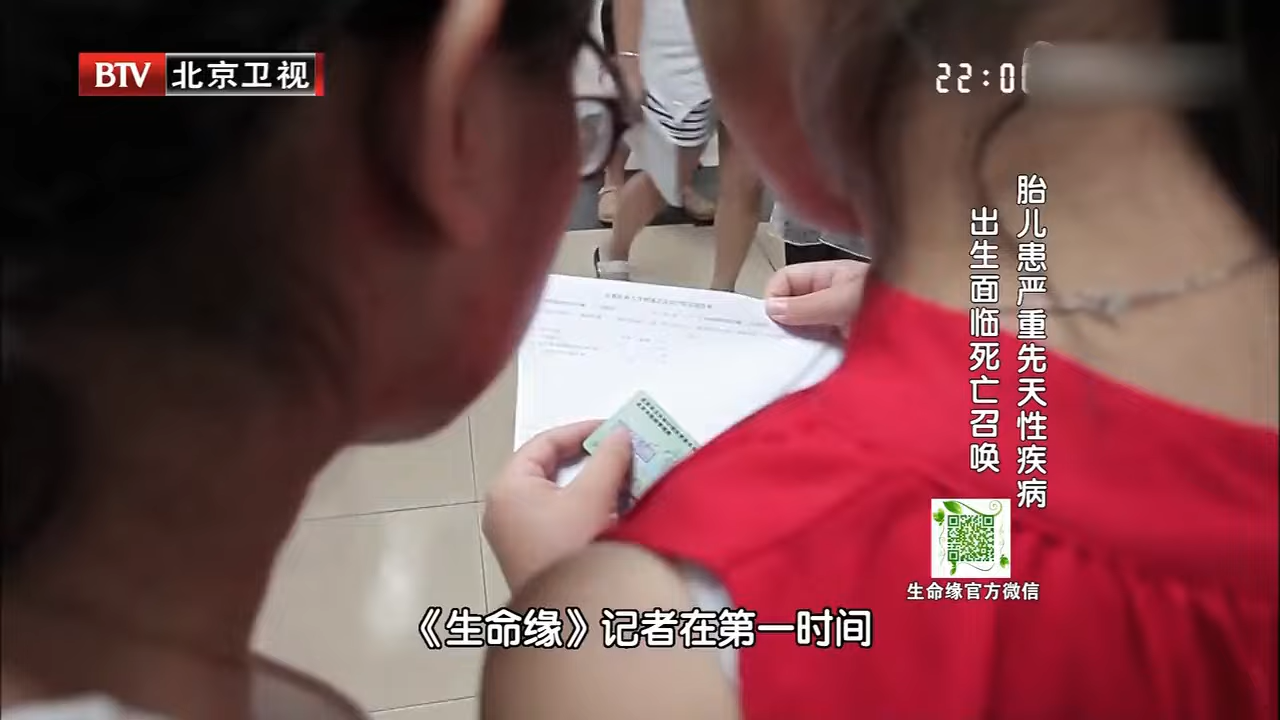 BTV 北京卫视
22:0
胎儿患严重先天性疾病
出生面临死亡召唤
生命缘官方微信
《生命缘》记者在第一时间